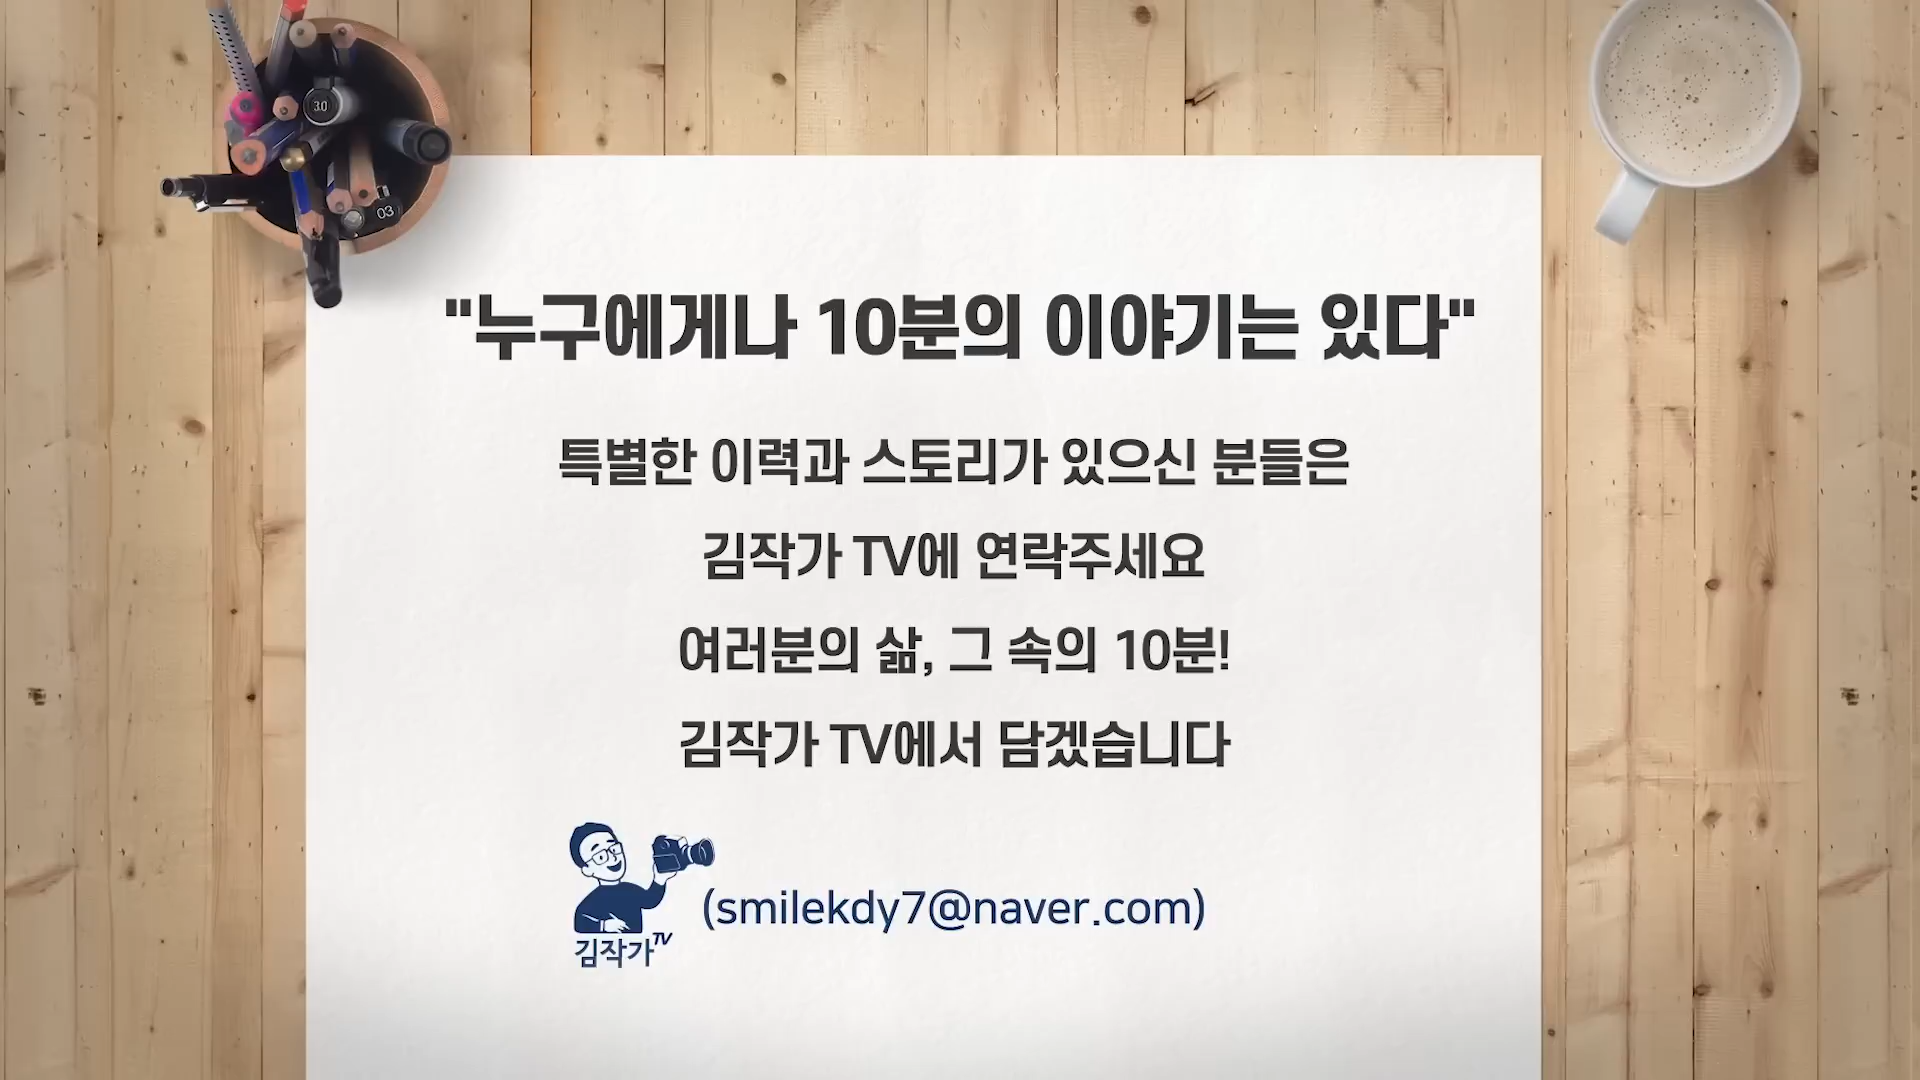 3.0
03
"누구에게나 10분의 이야기는 있다"
특별한 이력과 스토리가 있으신 분들은
김작가 TV에 연락주세요
여러분의 삶, 그 속의 10분!
김작가 TV에서 담겠습니다
(smilekdy7@naver.com)
김작가TV